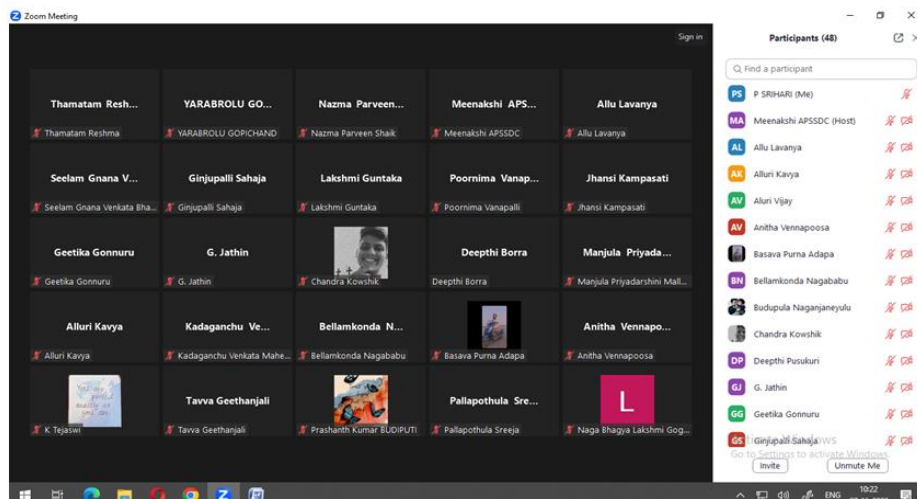 Zoom Meeting
Sign in
Thamatam Resh...
YARABROLU GO...
Nazma Parveen...
Meenakshi APS...
Allu Lavanya
Thamatam Reshma
YARABROLU GOPICHAND
Nazma Parveen Shaik
Meenakshi APSSDC
Allu Lavanya
Seelam Gnana V...
Ginjupalli Sahaja
Lakshmi Guntaka
Poornima Vanap...
Jhansi Kampasati
Seelam Gnana Venkata Bha...
Ginjupalli Sahaja
Lakshmi Guntaka
Poornima Vanapalli
Jhansi Kampasati
Geetika Gonnuru
G. Jathin
Deepthi Borra
Manjula Priyada...
Geetika Gonnuru
G. Jathin
Chandra Kowshik
Deepthi Borra
Manjula Priyadarshini Mall...
Alluri Kavya
Kadaganchu Ve...
Bellamkonda N...
Anitha Vennapo...
Alluri Kavya
Kadaganchu Venkata Mahe...
Bellamkonda Nagababu
Basava Purna Adapa
Anitha Vennapoosa
Tavva Geethanjali
Pallapothula Sre...
L
K Tejaswi
Tavva Geethanjali
Prashanth Kumar BUDIPUTI
Pallapothula Sreeja
Naga Bhagya Lakshmi Gog...
Participants (48)
Find a participant
PS P SRIHARI (Me)
MA Meenakshi APSSDC (Host)
AL Allu Lavanya
AK Alluri Kavya
AV Aluri Vijay
AV Anitha Vennapoosa
Basava Purna Adapa
BN Bellamkonda Nagababu
Budupula Naganjaneyulu
Chandra Kowshik
DP Deepthi Pusukuri
GJ G. Jathin
GG Geetika Gonnuru
GS Ginjupalli Sahaja
Activate Windows
Go to Settings to activate Windows.
Invite
Unmute Me
ENG
10:22